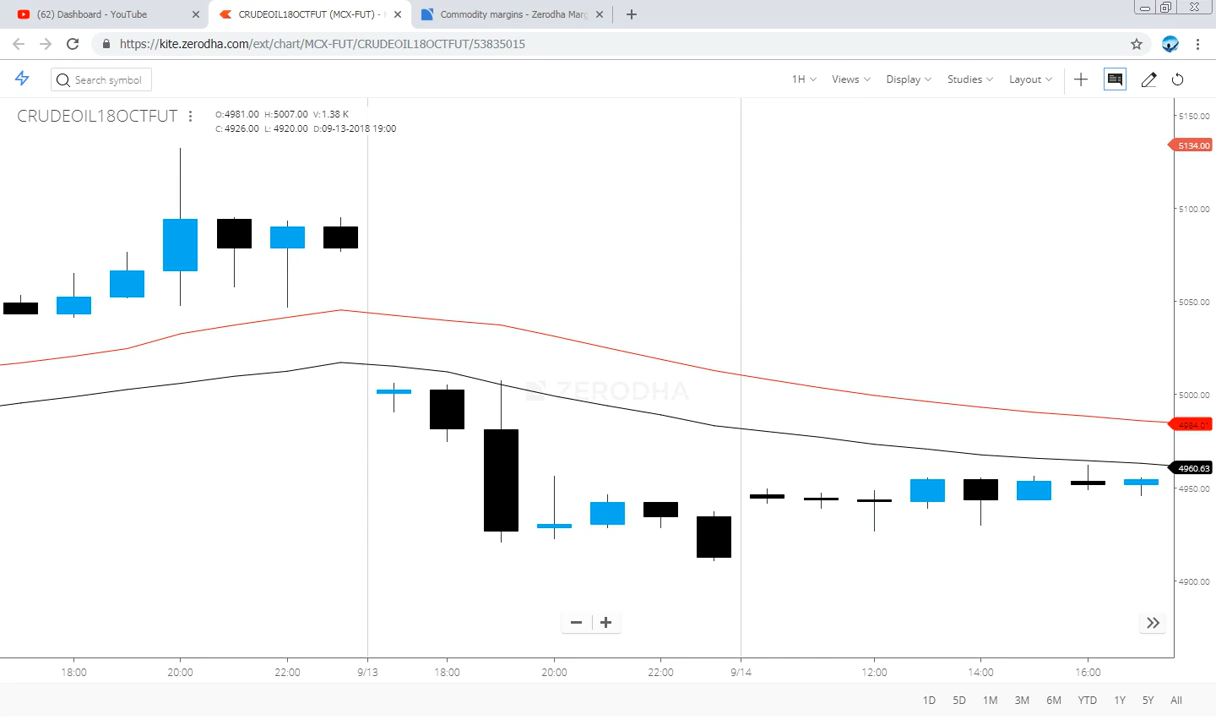 (62) Dashboard - YouTube
CRUDEOIL18OCTFUT (MCX-FUT) -
Commodity margins - Zerodha Marg
https://kite.zerodha.com/ext/chart/MCX-FUT/CRUDEOIL18OCTFUT/53835015
Search symbol
1H Views Display Studies Layout
CRUDEOIL18OCTFUT
O:4981.00 H:5007.00 V:1.38 K
C:4926.00 L: 4920.00 D:09-13-2018 19:00
5150.00
5134.00
5100.00
5050.00
ZERODHA
5000.00
4984.01
4960.63
4950.00
4900.00
18:00 20:00 22:00 9/13 18:00 20:00 22:00 9/14 12:00 14:00 16:00
1D 5D 1M 3M 6M YTD 1Y 5Y All